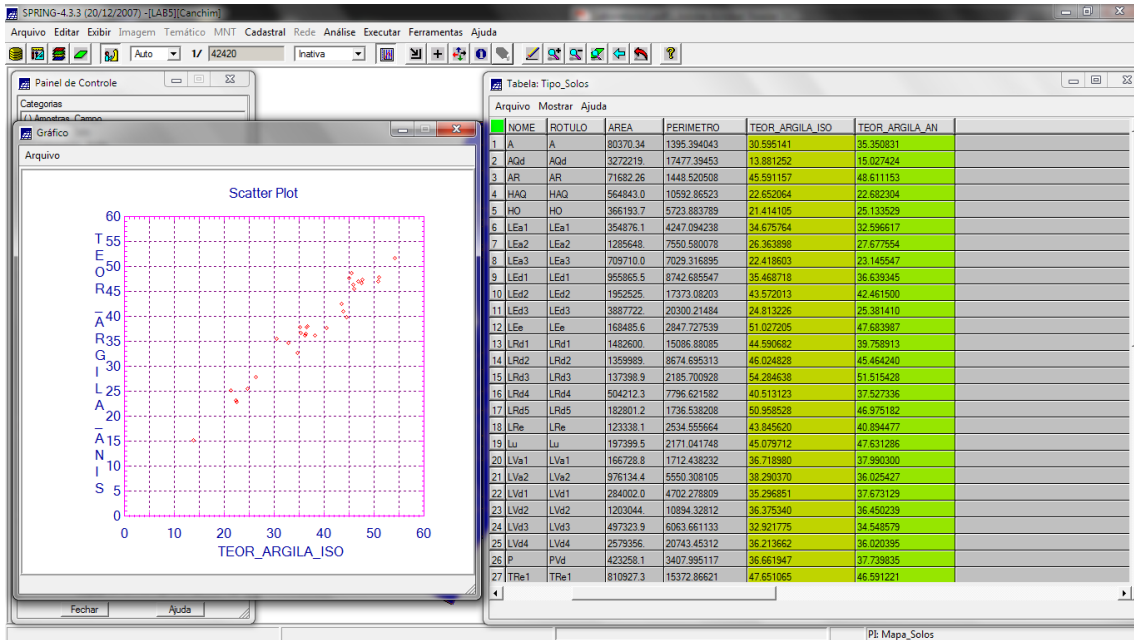 SPRING-4.3.3 (20/12/2007) -[LAB5][Canchim]
Arquivo Editar Exibir Imagem Temático MNT Cadastral Rede Análise Executar Ferramentas Ajuda
Auto 1/ 42420 Inativa
Painel de Controle
Categorias
( ) Amostras_Campo
Gráfico
Arquivo
Scatter Plot
TEOR_ARGILA_ANIS
60
55
50
45
40
35
30
25
20
15
10
5
0
0 10 20 30 40 50 60
TEOR_ARGILA_ISO
Fechar Ajuda
Tabela: Tipo_Solos
Arquivo Mostrar Ajuda
NOME ROTULO AREA PERIMETRO TEOR_ARGILA_ISO TEOR_ARGILA_AN
1 A A 80370.34 1395.394043 30.595141 35.350831
2 AQd AQd 3272219. 17477.39453 13.881252 15.027424
3 AR AR 71682.26 1448.520508 45.591157 48.611153
4 HAQ HAQ 564843.0 10592.86523 22.652064 22.682304
5 HO HO 366193.7 5723.883789 21.414105 25.133529
6 LEa1 LEa1 354876.1 4247.094238 34.675764 32.596617
7 LEa2 LEa2 1285648. 7550.580078 26.363898 27.677554
8 LEa3 LEa3 709710.0 7029.316895 22.418603 23.145547
9 LEd1 LEd1 955865.5 8742.685547 35.468718 36.639345
10 LEd2 LEd2 1952525. 17373.08203 43.572013 42.461500
11 LEd3 LEd3 3887722. 20300.21484 24.813226 25.381410
12 LEe LEe 168485.6 2847.727539 51.027205 47.683987
13 LRd1 LRd1 1482600. 15086.88085 44.590682 39.758913
14 LRd2 LRd2 1359989. 8674.695313 46.024828 45.464240
15 LRd3 LRd3 137398.9 2185.700928 54.284638 51.515428
16 LRd4 LRd4 504212.3 7796.621582 40.513123 37.527336
17 LRd5 LRd5 182801.2 1736.538208 50.958528 46.975182
18 LRe LRe 123338.1 2534.555664 43.845620 40.894477
19 Lu Lu 197399.5 2171.041748 45.079712 47.631286
20 LVa1 LVa1 166728.8 1712.438232 36.718980 37.990300
21 LVa2 LVa2 976134.4 5550.308105 38.290370 36.025427
22 LVd1 LVd1 284002.0 4702.278809 35.296851 37.673129
23 LVd2 LVd2 1203044. 10894.32812 36.375340 36.450239
24 LVd3 LVd3 497323.9 6063.661133 32.921775 34.548579
25 LVd4 LVd4 2579356. 20743.45312 36.213662 36.020395
26 P PVd 423258.1 3407.995117 36.661947 37.739835
27 TRe1 TRe1 810927.3 15372.86621 47.651065 46.591221
PI: Mapa_Solos